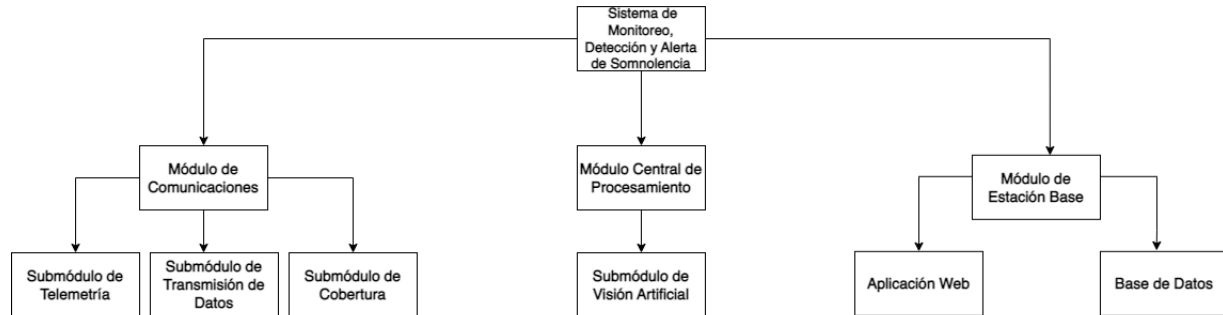 Sistema de
Monitoreo,
Detección y Alerta
de Somnolencia
Módulo de
Comunicaciones
Módulo Central de
Procesamiento
Módulo de
Estación Base
Submódulo de
Telemetría
Submódulo de
Transmisión de
Datos
Submódulo de
Cobertura
Submódulo de
Visión Artificial
Aplicación Web
Base de Datos